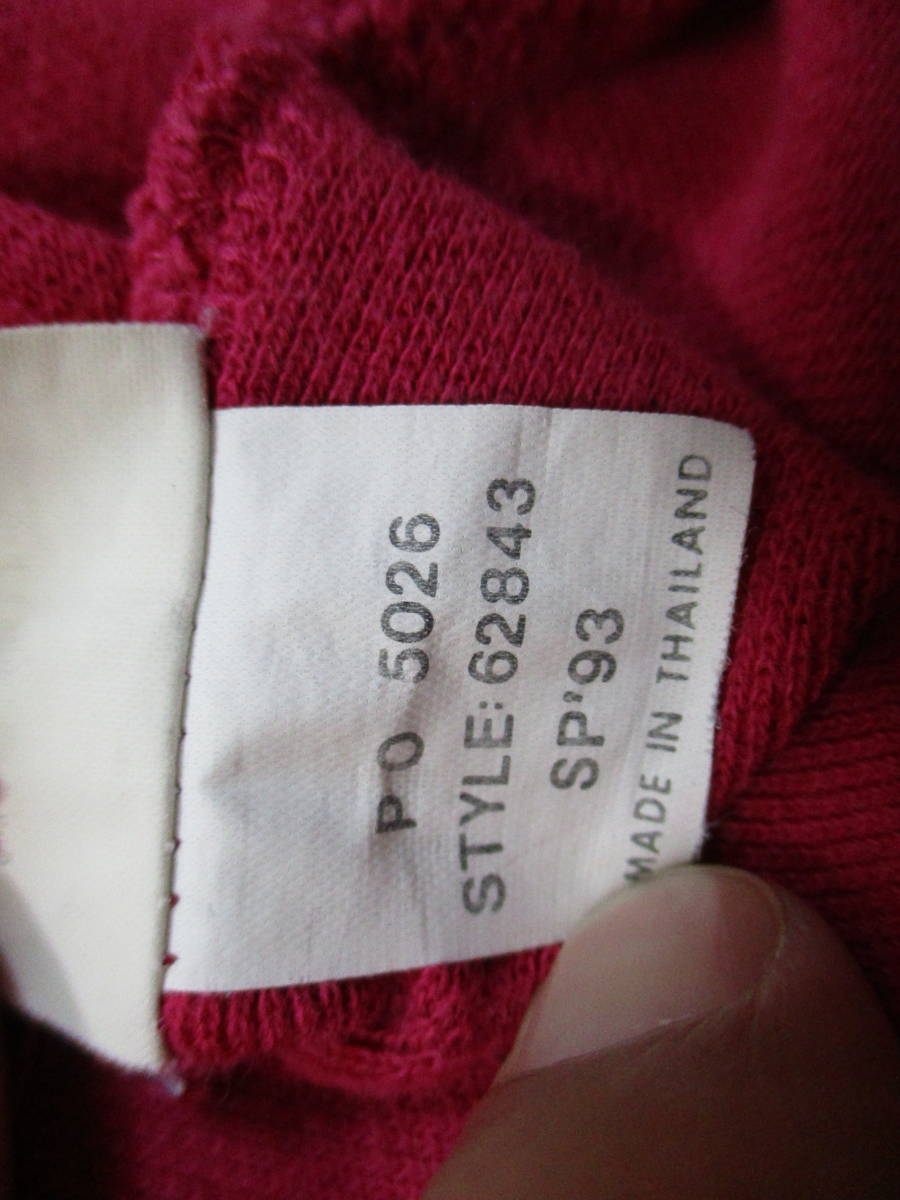 PO 5026
STYLE: 62843
SP'93
MADE IN THAILAND